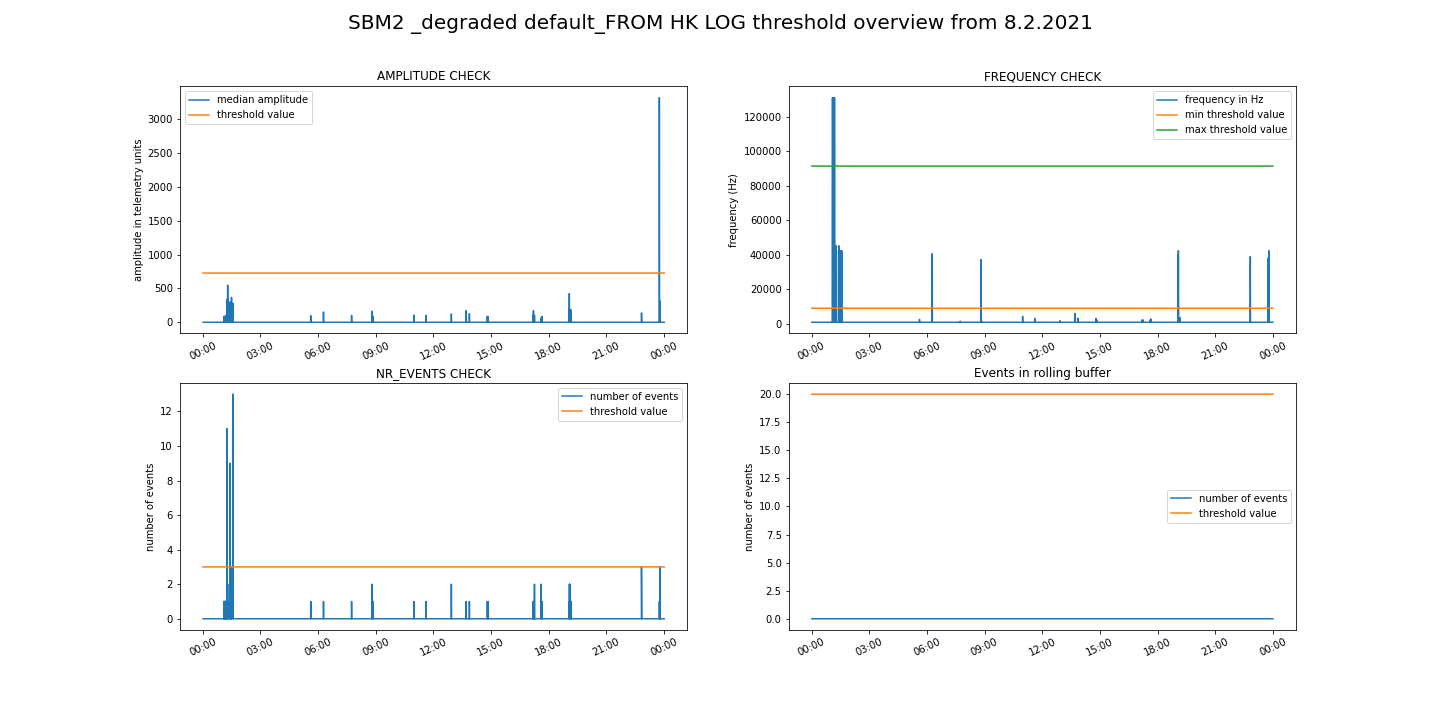 SBM2 _degraded default_FROM HK LOG threshold overview from 8.2.2021
AMPLITUDE CHECK
median amplitude
threshold value
amplitude in telemetry units
3000
2500
2000
1500
1000
500
0
00:00 03:00 06:00 09:00 12:00 15:00 18:00 21:00 00:00
FREQUENCY CHECK
frequency in Hz
min threshold value
max threshold value
frequency (Hz)
120000
100000
80000
60000
40000
20000
0
00:00 03:00 06:00 09:00 12:00 15:00 18:00 21:00 00:00
NR_EVENTS CHECK
number of events
threshold value
number of events
12
10
8
6
4
2
0
00:00 03:00 06:00 09:00 12:00 15:00 18:00 21:00 00:00
Events in rolling buffer
number of events
threshold value
number of events
20.0
17.5
15.0
12.5
10.0
7.5
5.0
2.5
0.0
00:00 03:00 06:00 09:00 12:00 15:00 18:00 21:00 00:00